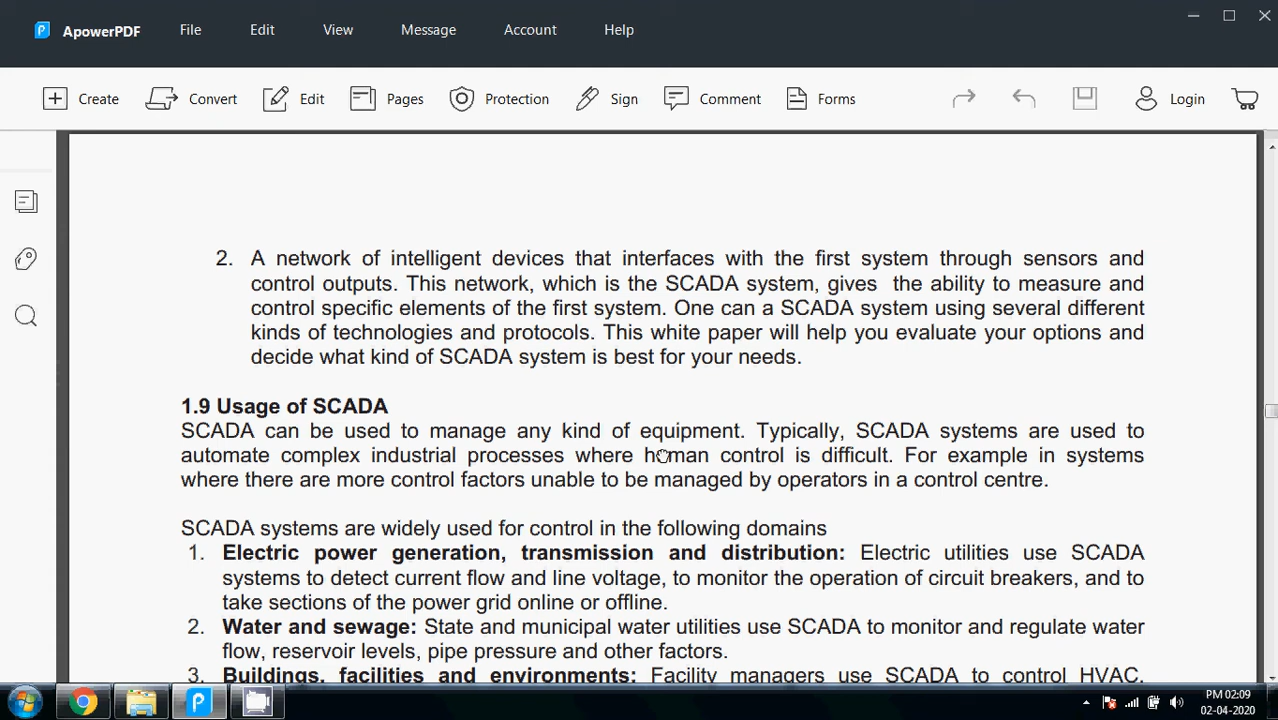 ApowerPDF File Edit View Message Account Help
Create Convert Edit Pages Protection Sign Comment Forms Login
2. A network of intelligent devices that interfaces with the first system through sensors and
control outputs. This network, which is the SCADA system, gives the ability to measure and
control specific elements of the first system. One can a SCADA system using several different
kinds of technologies and protocols. This white paper will help you evaluate your options and
decide what kind of SCADA system is best for your needs.
1.9 Usage of SCADA
SCADA can be used to manage any kind of equipment. Typically, SCADA systems are used to
automate complex industrial processes where human control is difficult. For example in systems
where there are more control factors unable to be managed by operators in a control centre.
SCADA systems are widely used for control in the following domains
1. Electric power generation, transmission and distribution: Electric utilities use SCADA
systems to detect current flow and line voltage, to monitor the operation of circuit breakers, and to
take sections of the power grid online or offline.
2. Water and sewage: State and municipal water utilities use SCADA to monitor and regulate water
flow, reservoir levels, pipe pressure and other factors.
3. Buildings, facilities and environments: Facility managers use SCADA to control HVAC,
PM 02:09
02-04-2020